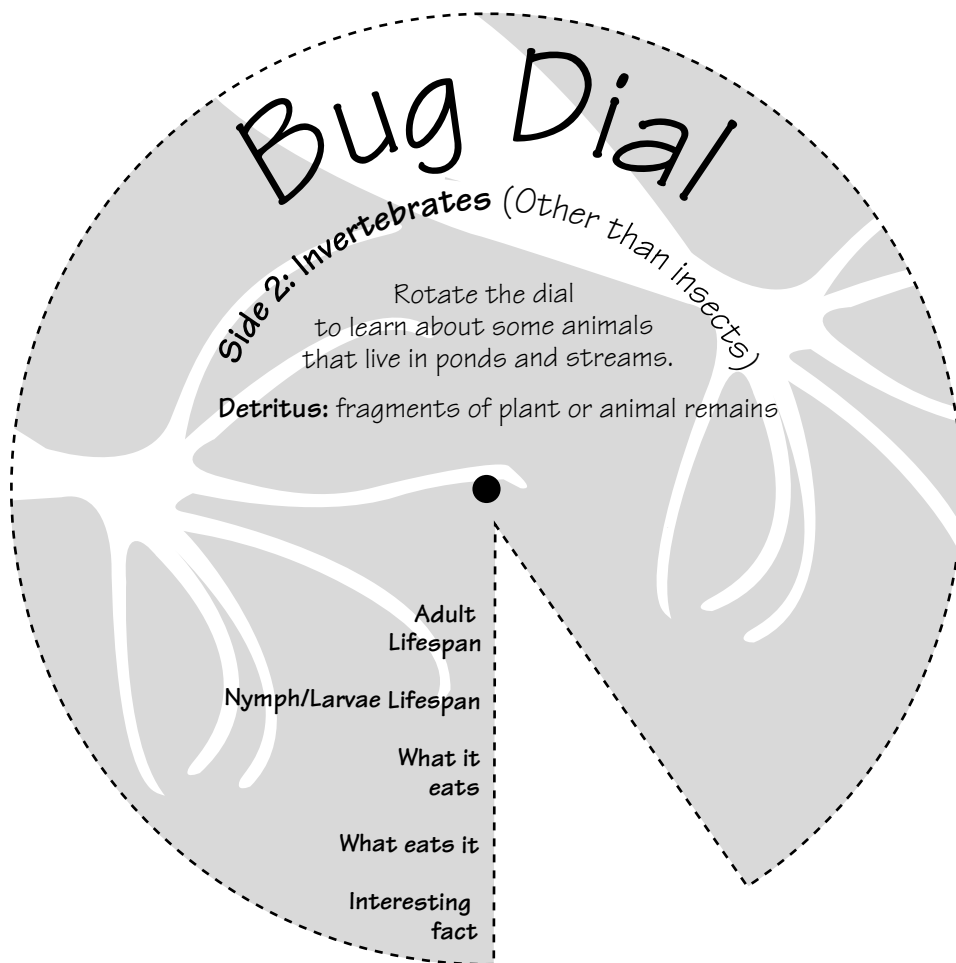 Bug Dial
Side 2: Invertebrates (Other than insects)
Rotate the dial
to learn about some animals
that live in ponds and streams.
Detritus: fragments of plant or animal remains
Adult
Lifespan
Nymph/Larvae Lifespan
What it
eats
What eats it
Interesting
fact